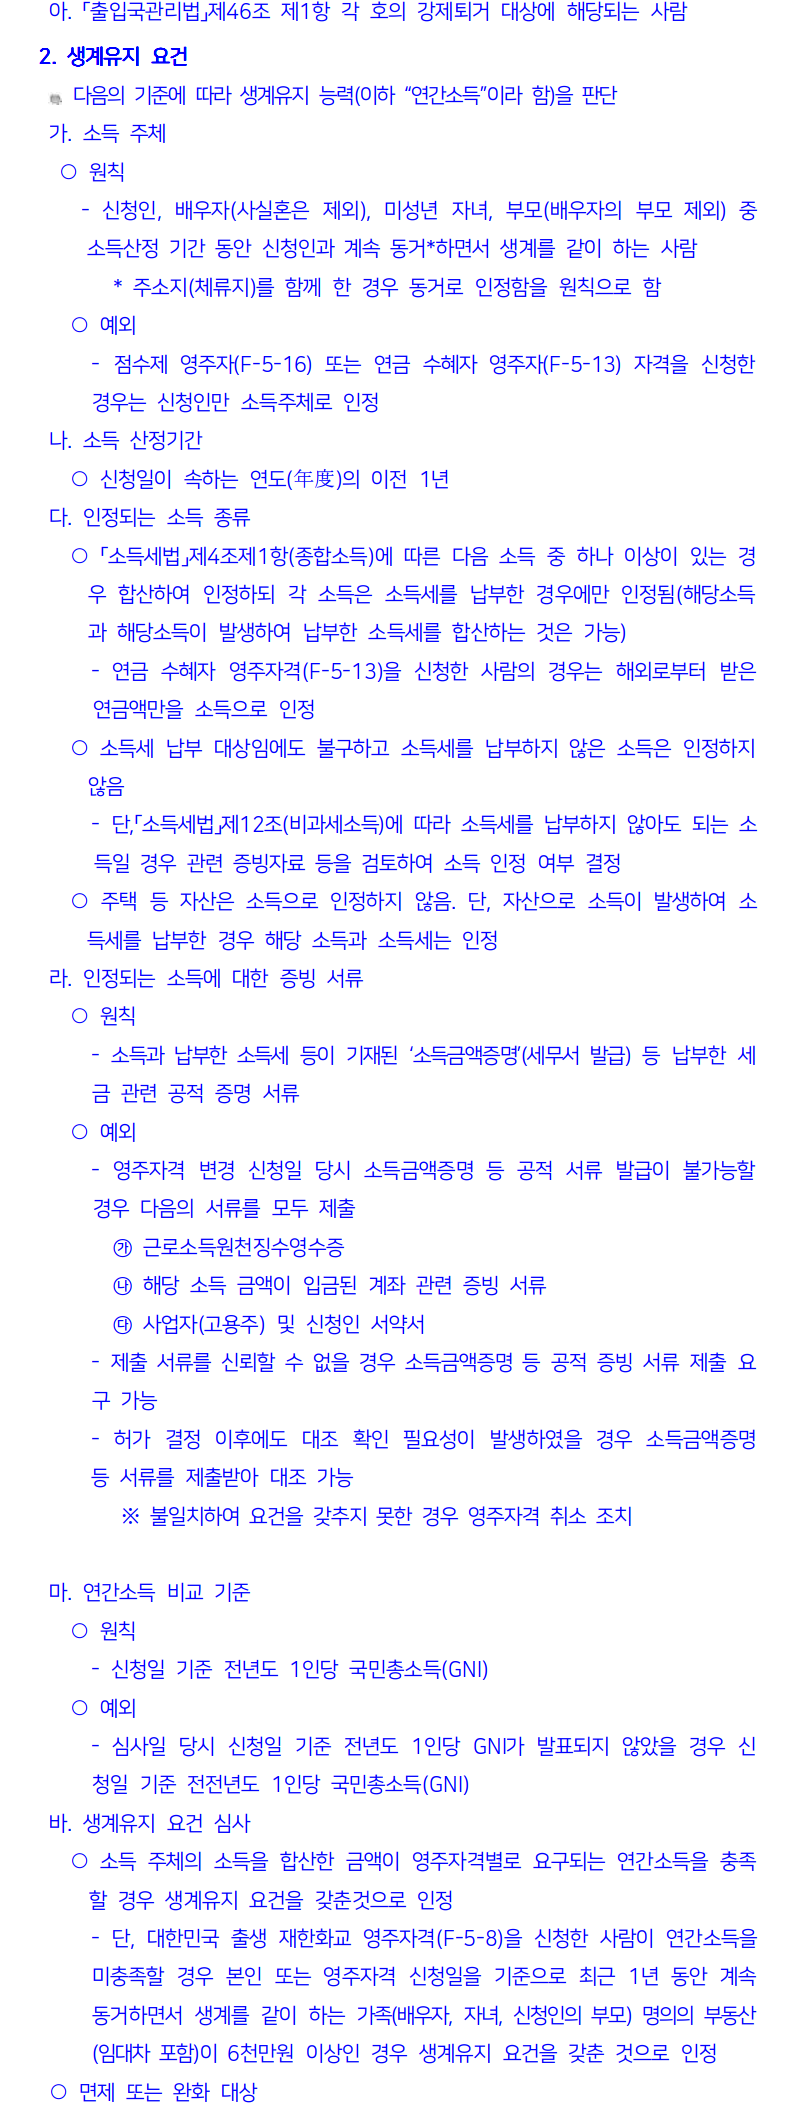 아. ｢출입국관리법｣제46조 제1항 각 호의 강제퇴거 대상에 해당되는 사람
2. 생계유지 요건
다음의 기준에 따라 생계유지 능력(이하 “연간소득”이라 함)을 판단
가. 소득 주체
○ 원칙
- 신청인, 배우자(사실혼은 제외), 미성년 자녀, 부모(배우자의 부모 제외) 중
소득산정 기간 동안 신청인과 계속 동거*하면서 생계를 같이 하는 사람
* 주소지(체류지)를 함께 한 경우 동거로 인정함을 원칙으로 함
○ 예외
- 점수제 영주자(F-5-16) 또는 연금 수혜자 영주자(F-5-13) 자격을 신청한
경우는 신청인만 소득주체로 인정
나. 소득 산정기간
○ 신청일이 속하는 연도(年度)의 이전 1년
다. 인정되는 소득 종류
○ ｢소득세법｣제4조제1항(종합소득)에 따른 다음 소득 중 하나 이상이 있는 경
우 합산하여 인정하되 각 소득은 소득세를 납부한 경우에만 인정됨(해당소득
과 해당소득이 발생하여 납부한 소득세를 합산하는 것은 가능)
- 연금 수혜자 영주자격(F-5-13)을 신청한 사람의 경우는 해외로부터 받은
연금액만을 소득으로 인정
○ 소득세 납부 대상임에도 불구하고 소득세를 납부하지 않은 소득은 인정하지
않음
- 단,｢소득세법｣제12조(비과세소득)에 따라 소득세를 납부하지 않아도 되는 소
득일 경우 관련 증빙자료 등을 검토하여 소득 인정 여부 결정
○ 주택 등 자산은 소득으로 인정하지 않음. 단, 자산으로 소득이 발생하여 소
득세를 납부한 경우 해당 소득과 소득세는 인정
라. 인정되는 소득에 대한 증빙 서류
○ 원칙
- 소득과 납부한 소득세 등이 기재된 ‘소득금액증명’(세무서 발급) 등 납부한 세
금 관련 공적 증명 서류
○ 예외
- 영주자격 변경 신청일 당시 소득금액증명 등 공적 서류 발급이 불가능할
경우 다음의 서류를 모두 제출
㉮ 근로소득원천징수영수증
㉯ 해당 소득 금액이 입금된 계좌 관련 증빙 서류
㉰ 사업자(고용주) 및 신청인 서약서
- 제출 서류를 신뢰할 수 없을 경우 소득금액증명 등 공적 증빙 서류 제출 요
구 가능
- 허가 결정 이후에도 대조 확인 필요성이 발생하였을 경우 소득금액증명
등 서류를 제출받아 대조 가능
※ 불일치하여 요건을 갖추지 못한 경우 영주자격 취소 조치
마. 연간소득 비교 기준
○ 원칙
- 신청일 기준 전년도 1인당 국민총소득(GNI)
○ 예외
- 심사일 당시 신청일 기준 전년도 1인당 GNI가 발표되지 않았을 경우 신
청일 기준 전전년도 1인당 국민총소득(GNI)
바. 생계유지 요건 심사
○ 소득 주체의 소득을 합산한 금액이 영주자격별로 요구되는 연간소득을 충족
할 경우 생계유지 요건을 갖춘것으로 인정
- 단, 대한민국 출생 재한화교 영주자격(F-5-8)을 신청한 사람이 연간소득을
미충족할 경우 본인 또는 영주자격 신청일을 기준으로 최근 1년 동안 계속
동거하면서 생계를 같이 하는 가족(배우자, 자녀, 신청인의 부모) 명의의 부동산
(임대차 포함)이 6천만원 이상인 경우 생계유지 요건을 갖춘 것으로 인정
○ 면제 또는 완화 대상